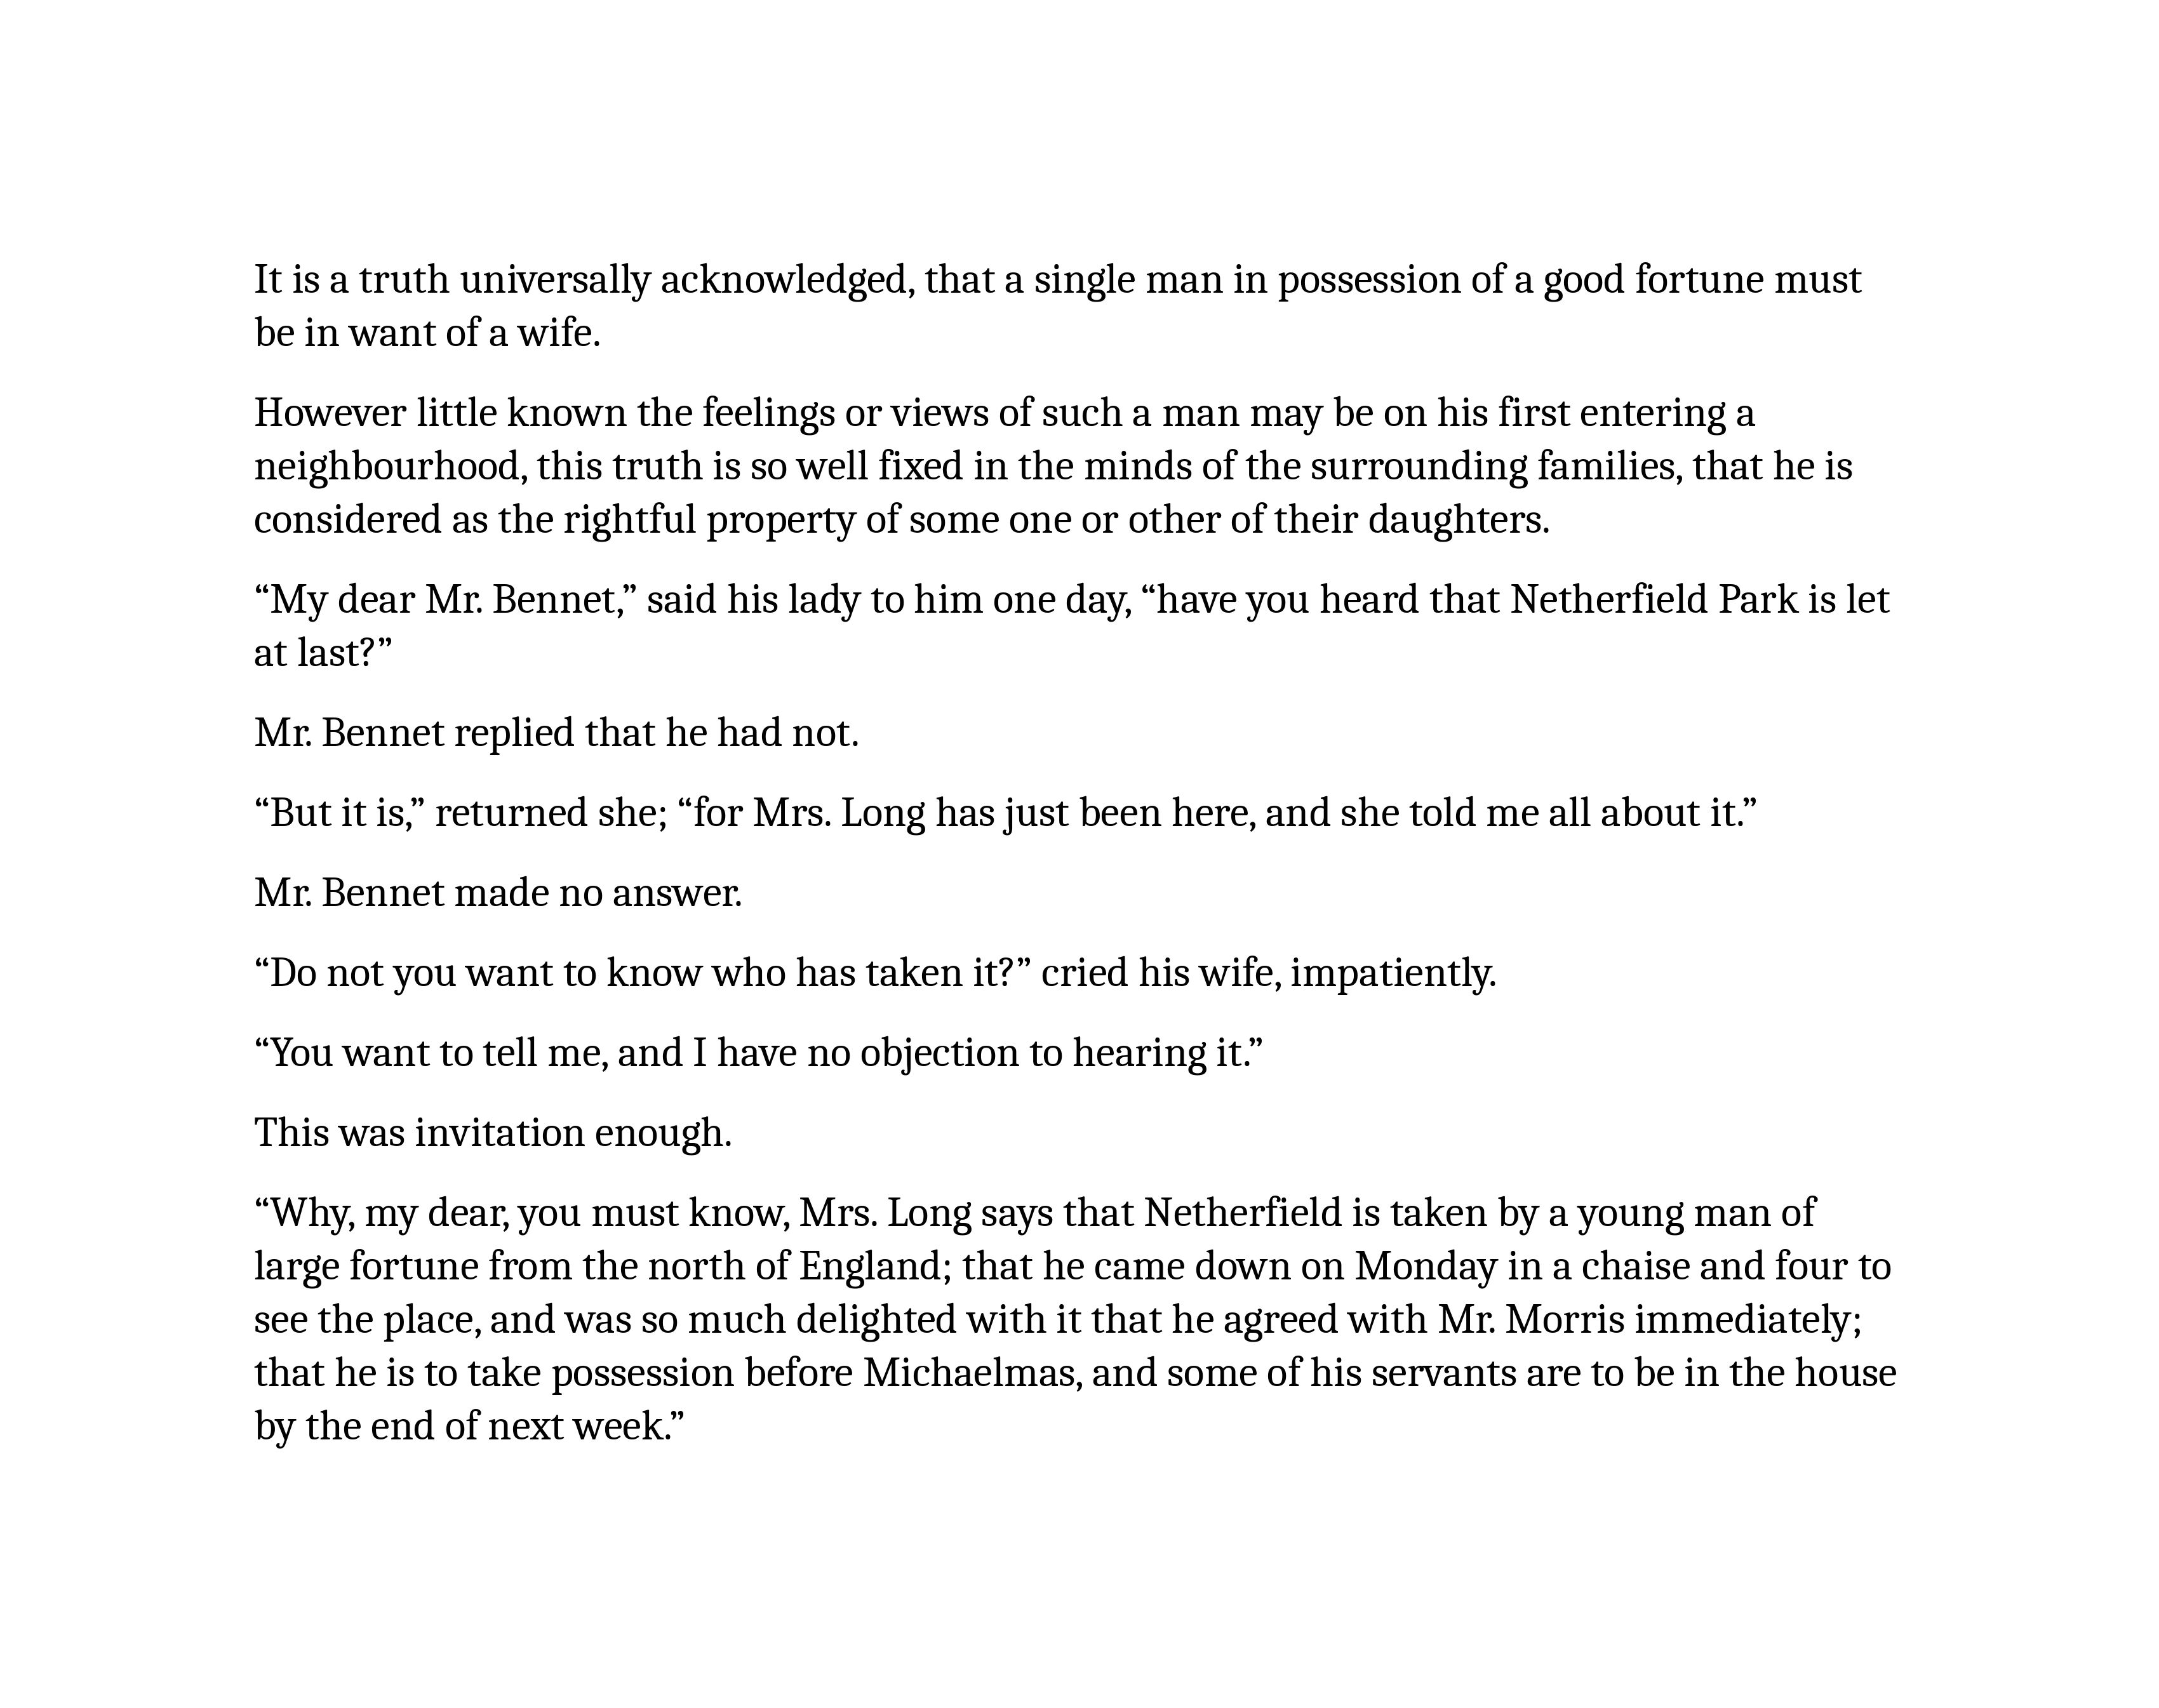 It is a truth universally acknowledged, that a single man in possession of a good fortune must
be in want of a wife.
However little known the feelings or views of such a man may be on his first entering a
neighbourhood, this truth is so well fixed in the minds of the surrounding families, that he is
considered as the rightful property of some one or other of their daughters.
“My dear Mr. Bennet,” said his lady to him one day, “have you heard that Netherfield Park is let
at last?”
Mr. Bennet replied that he had not.
“But it is,” returned she; “for Mrs. Long has just been here, and she told me all about it.”
Mr. Bennet made no answer.
“Do not you want to know who has taken it?” cried his wife, impatiently.
“You want to tell me, and I have no objection to hearing it.”
This was invitation enough.
“Why, my dear, you must know, Mrs. Long says that Netherfield is taken by a young man of
large fortune from the north of England; that he came down on Monday in a chaise and four to
see the place, and was so much delighted with it that he agreed with Mr. Morris immediately;
that he is to take possession before Michaelmas, and some of his servants are to be in the house
by the end of next week.”